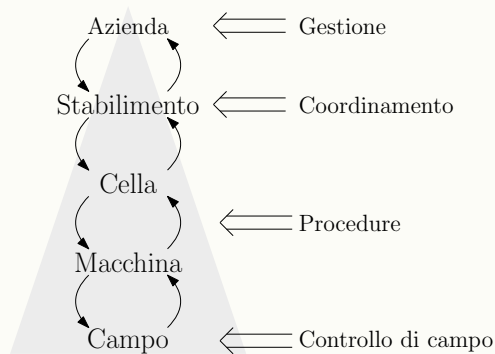 Azienda Gestione
Stabilimento Coordinamento
Cella
Procedure
Macchina
Campo Controllo di campo